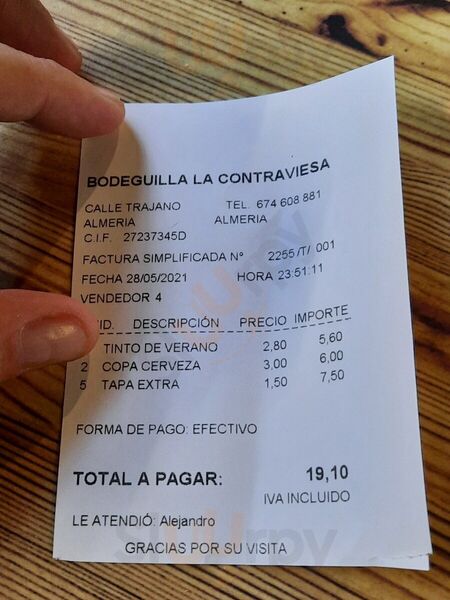 BODEGUILLA LA CONTRAVIESA
CALLE TRAJANO TEL. 674 608 881
ALMERIA ALMERIA
C.I.F. 27237345D
FACTURA SIMPLIFICADA Nº 2255/T/ 001
FECHA 28/05/2021 HORA 23:51:11
VENDEDOR 4
ID. DESCRIPCIÓN PRECIO IMPORTE
TINTO DE VERANO 2,80 5,60
2 COPA CERVEZA 3,00 6,00
5 TAPA EXTRA 1,50 7,50
FORMA DE PAGO: EFECTIVO
TOTAL A PAGAR: 19,10
IVA INCLUIDO
LE ATENDIÓ: Alejandro
GRACIAS POR SU VISITA